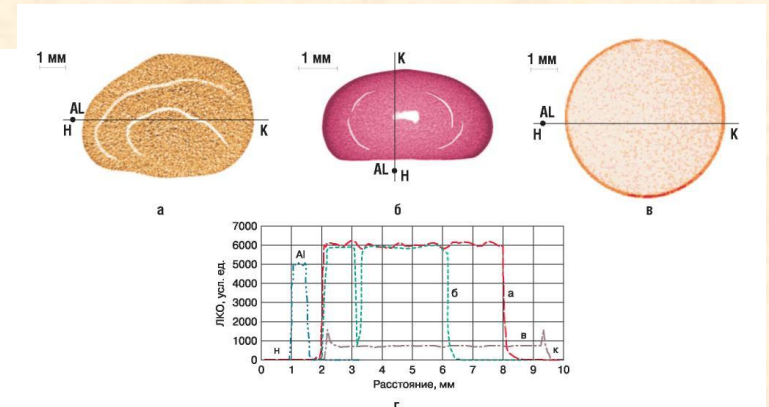 1 мм
K
1 мм
1 мм
AL
H
K
AL
H
AL
H
K
а
б
в
7000
6000
5000
4000
3000
2000
1000
0
ЛКО, усл. ед.
Al
н
б
а
в
к
0 1 2 3 4 5 6 7 8 9 10
Расстояние, мм
г